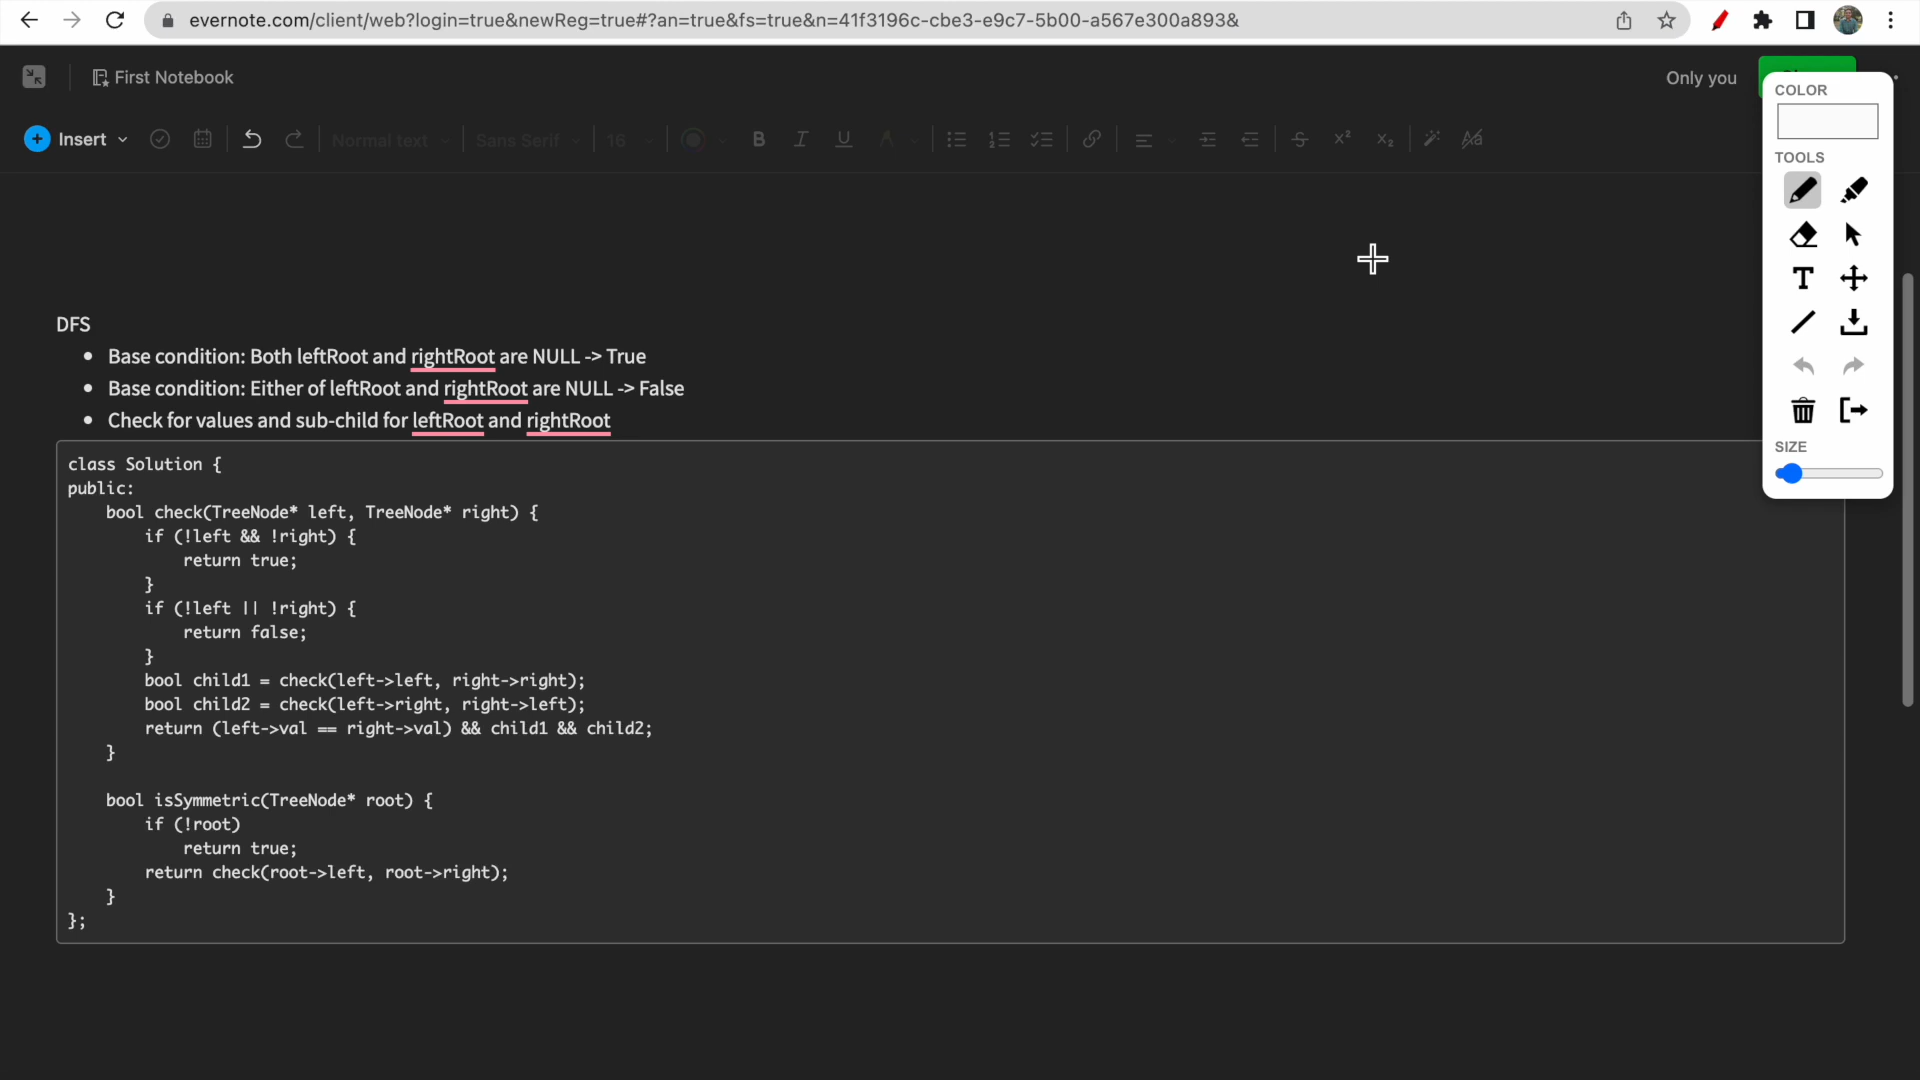 evernote.com/client/web?login=true&newReg=true#?an=true&fs=true&n=41f3196c-cbe3-e9c7-5b00-a567e300a893&
First Notebook
Only you
Insert
Normal text
Sans Serif
16
COLOR
TOOLS
SIZE
DFS
• Base condition: Both leftRoot and rightRoot are NULL -> True
• Base condition: Either of leftRoot and rightRoot are NULL -> False
• Check for values and sub-child for leftRoot and rightRoot
class Solution {
public:
    bool check(TreeNode* left, TreeNode* right) {
        if (!left && !right) {
            return true;
        }
        if (!left || !right) {
            return false;
        }
        bool child1 = check(left->left, right->right);
        bool child2 = check(left->right, right->left);
        return (left->val == right->val) && child1 && child2;
    }
    bool isSymmetric(TreeNode* root) {
        if (!root)
            return true;
        return check(root->left, root->right);
    }
};